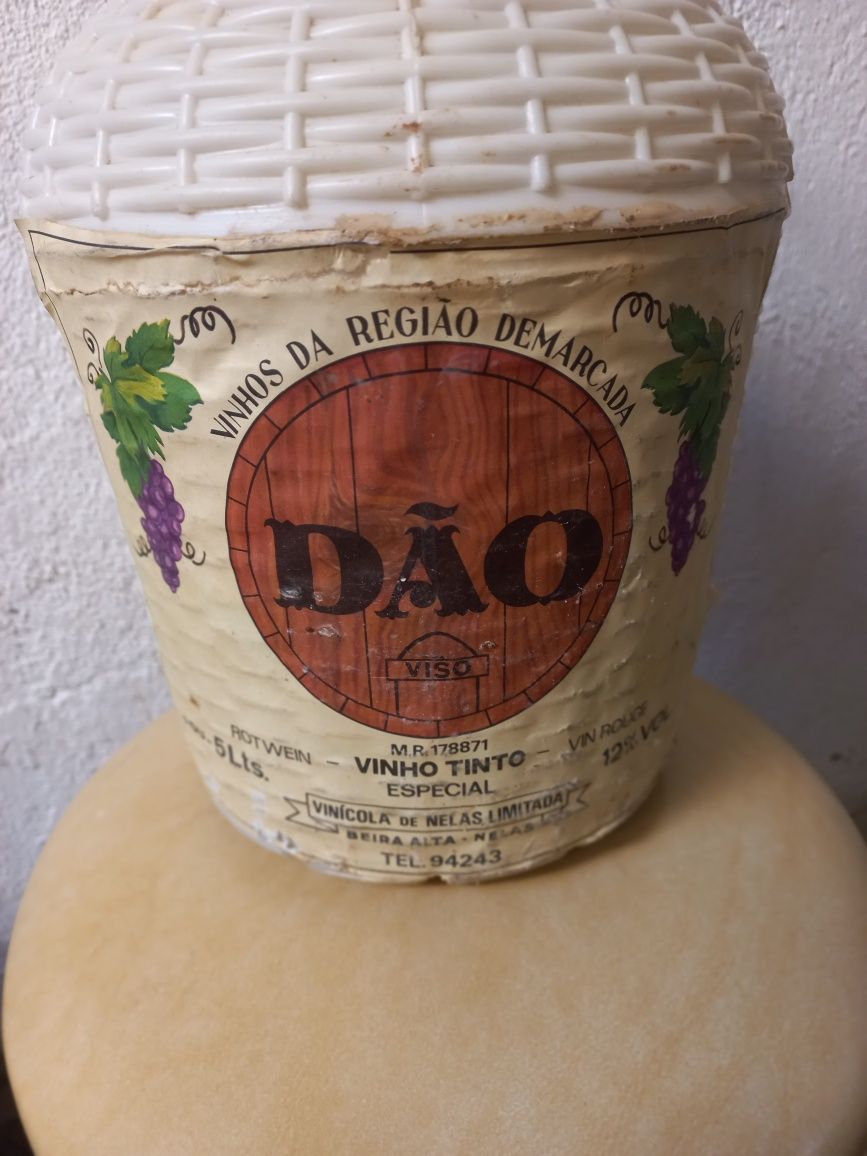 VINHOS DA REGIÃO DEMARCADA
DÃO
VISO
M.R. 178871
ROTWEIN – VINHO TINTO – VIN ROUGE
5 Lts. ESPECIAL 12% VOL
VINÍCOLA DE NELAS LIMITADA
BEIRA ALTA - NELAS
TEL. 94243